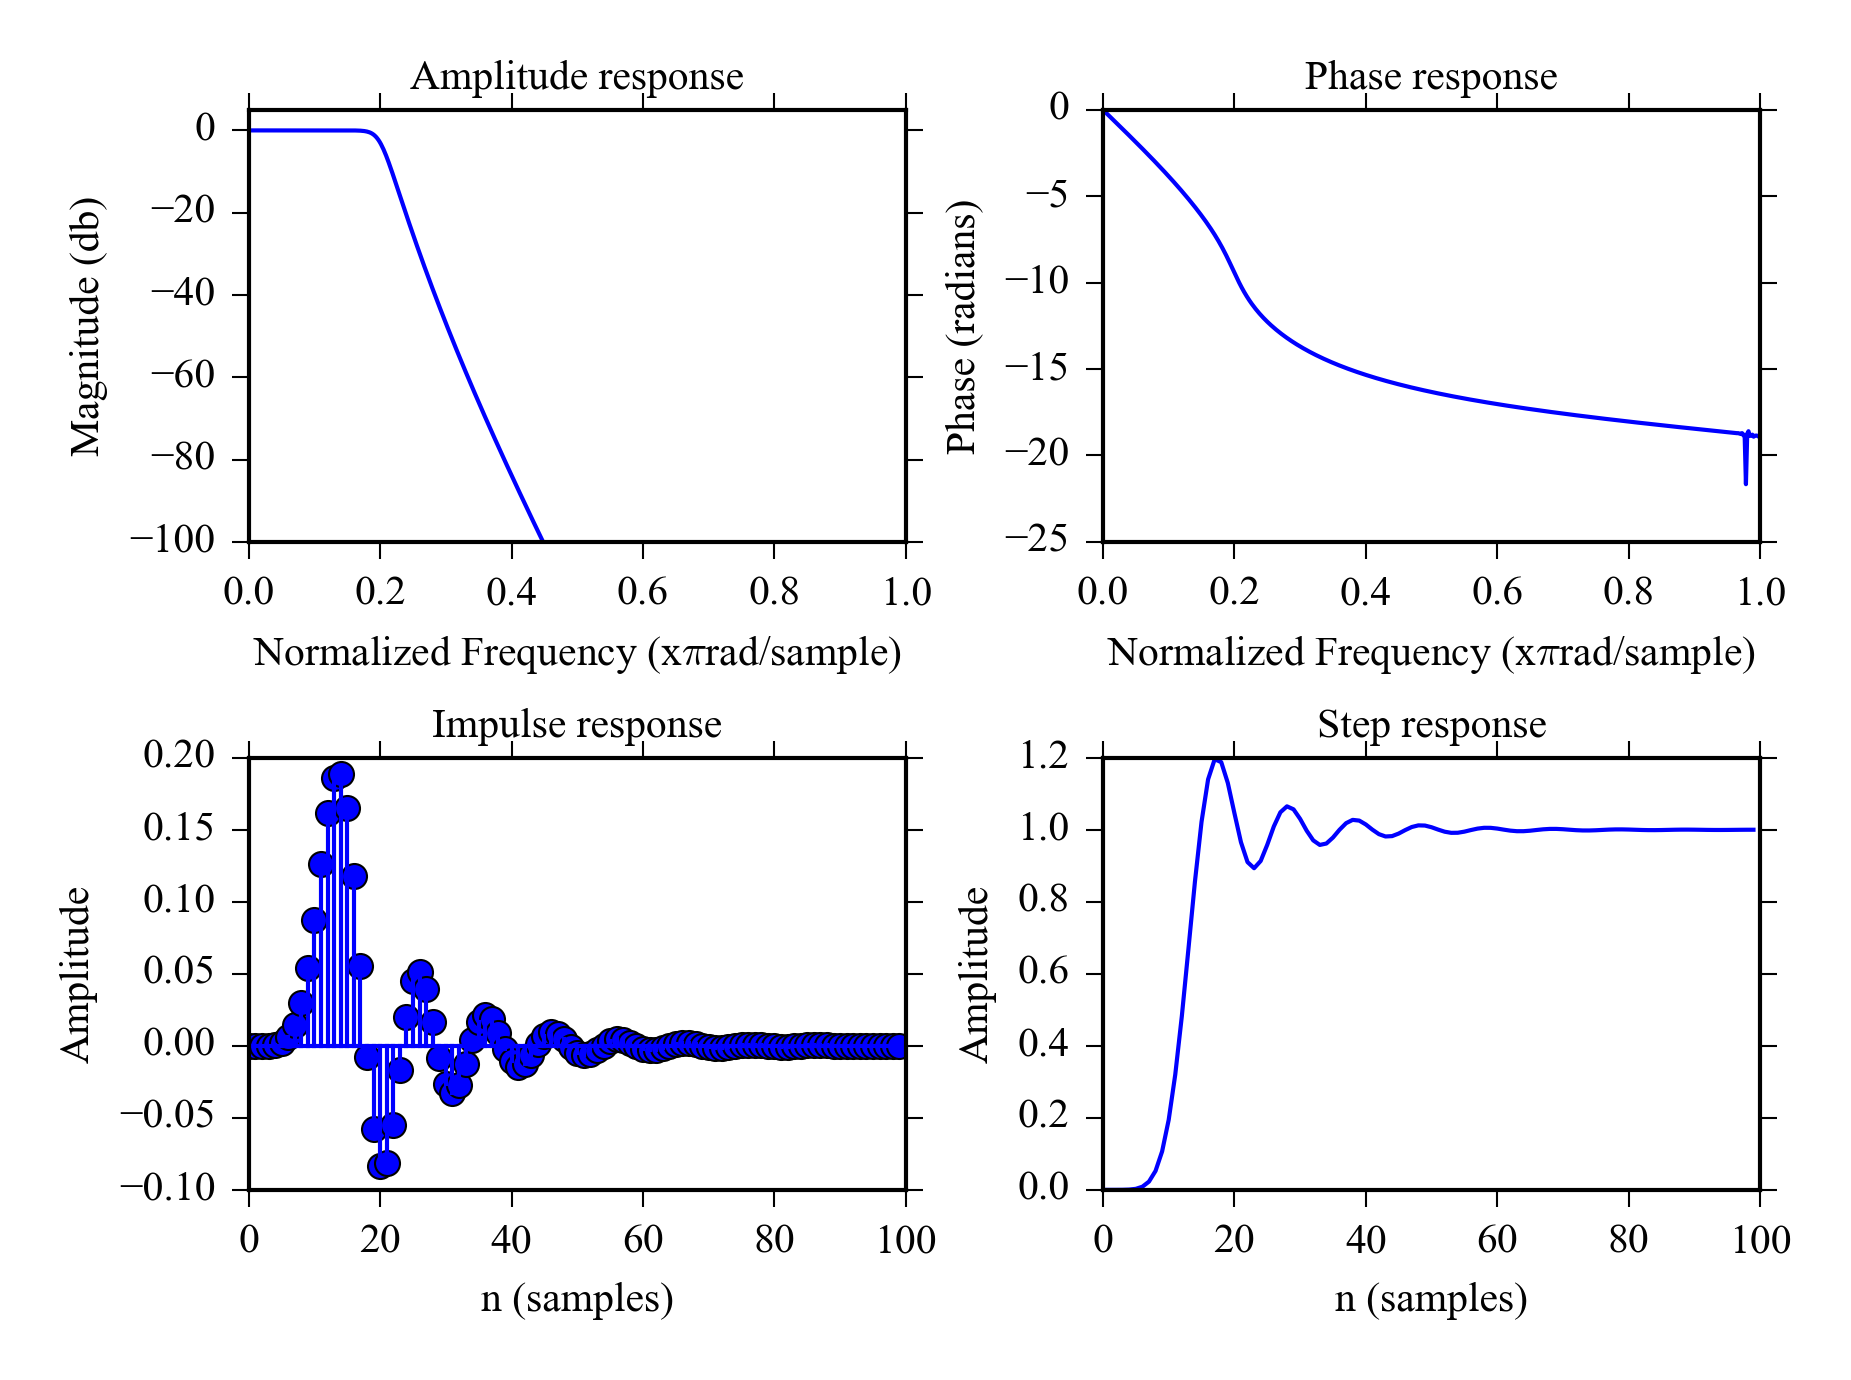 Amplitude response
0
−20
−40
−60
−80
−100
Magnitude (db)
0.0 0.2 0.4 0.6 0.8 1.0
Normalized Frequency (xπrad/sample)
Phase response
0
−5
−10
−15
−20
−25
Phase (radians)
0.0 0.2 0.4 0.6 0.8 1.0
Normalized Frequency (xπrad/sample)
Impulse response
0.20
0.15
0.10
0.05
0.00
−0.05
−0.10
Amplitude
0 20 40 60 80 100
n (samples)
Step response
1.2
1.0
0.8
0.6
0.4
0.2
0.0
Amplitude
0 20 40 60 80 100
n (samples)